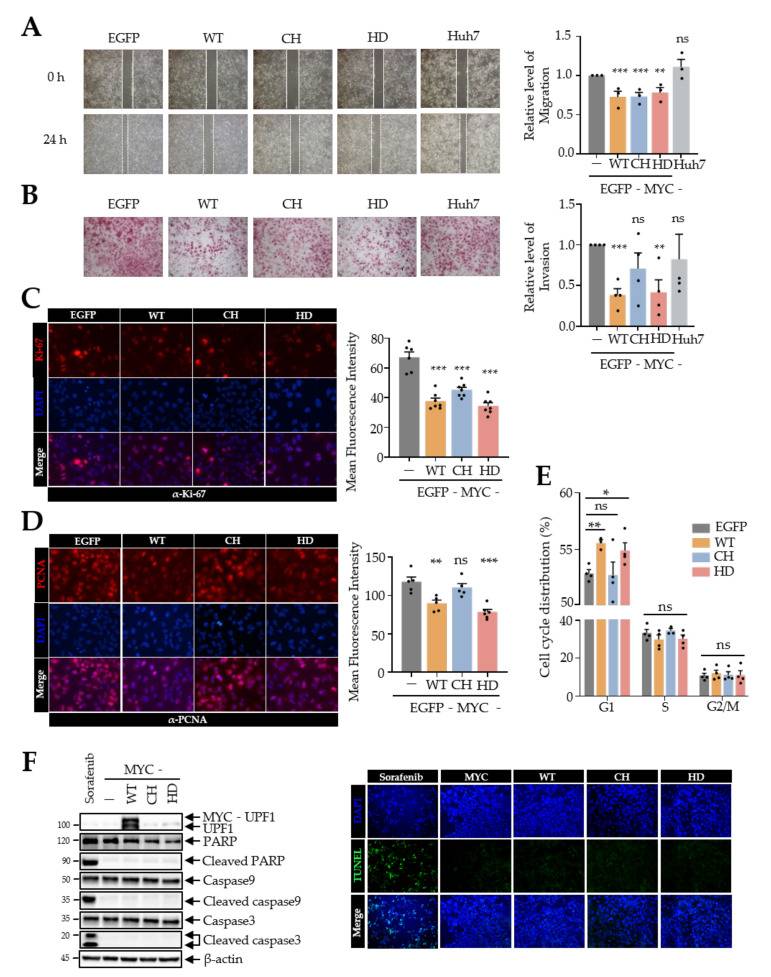 A
EGFP WT CH HD Huh7
0 h
24 h
Relative level of
Migration
1.5
1.0
0.5
0.0
*** *** ** ns
— WT CH HD Huh7
EGFP - MYC -
B
EGFP WT CH HD Huh7
Relative level of
Invasion
1.5
1.0
0.5
0.0
*** ns ** ns
— WT CH HD Huh7
EGFP - MYC -
C
EGFP WT CH HD
Ki-67
DAPI
Merge
α-Ki-67
Mean Fluorescence Intensity
80
60
40
20
0
*** *** ***
— WT CH HD
EGFP - MYC -
D
EGFP WT CH HD
PCNA
DAPI
Merge
α-PCNA
Mean Fluorescence Intensity
150
100
50
0
** ns ***
— WT CH HD
EGFP - MYC -
E
Cell cycle distribution (%)
60
55
50
40
20
0
*
ns
**
ns
ns
EGFP
WT
CH
HD
G1 S G2/M
F
Sorafenib
MYC -
— WT CH HD
100
MYC - UPF1
UPF1
120
PARP
90
Cleaved PARP
50
Caspase9
35
Cleaved caspase9
35
Caspase3
20
15
Cleaved caspase3
45
β-actin
Sorafenib MYC WT CH HD
DAPI
TUNEL
Merge